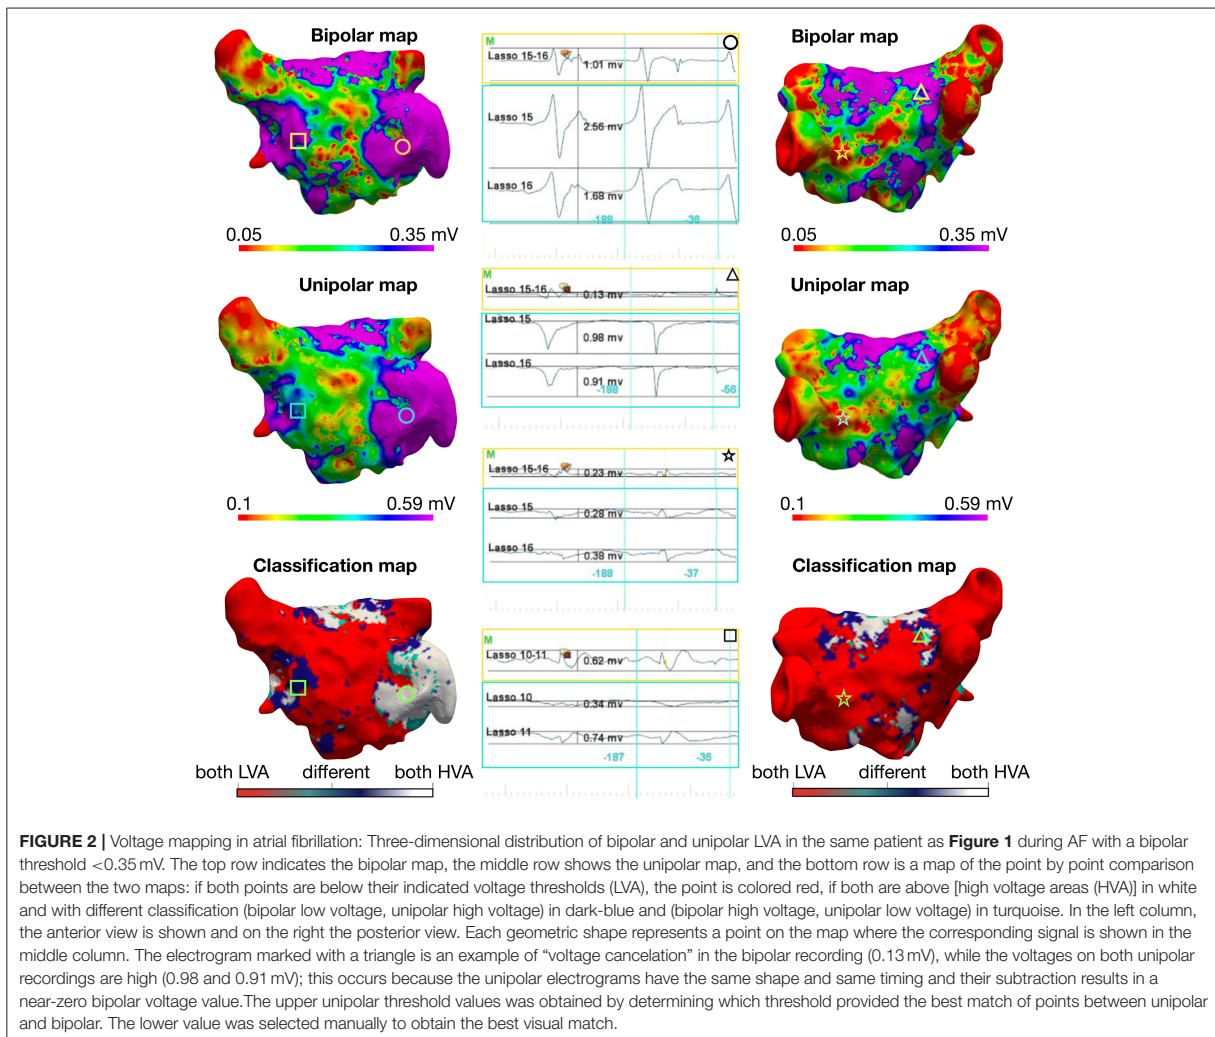 Bipolar map
0.05 0.35 mV
M
Lasso 15-16
1.01 mv
Lasso 15
2.56 mv
Lasso 16
1.68 mv
-188 -36
Bipolar map
0.05 0.35 mV
Unipolar map
0.1 0.59 mV
M
Lasso 15-16
0.13 mv
Lasso 15
0.98 mv
Lasso 16
0.91 mv
-188 -56
Unipolar map
0.1 0.59 mV
M
Lasso 15-16
0.23 mv
Lasso 15
0.28 mv
Lasso 16
0.38 mv
-188 -37
Classification map
both LVA different both HVA
M
Lasso 10-11
0.62 mv
Lasso 10
0.34 mv
Lasso 11
0.74 mv
-187 -36
Classification map
both LVA different both HVA
FIGURE 2 | Voltage mapping in atrial fibrillation: Three-dimensional distribution of bipolar and unipolar LVA in the same patient as Figure 1 during AF with a bipolar
threshold <0.35 mV. The top row indicates the bipolar map, the middle row shows the unipolar map, and the bottom row is a map of the point by point comparison
between the two maps: if both points are below their indicated voltage thresholds (LVA), the point is colored red, if both are above [high voltage areas (HVA)] in white
and with different classification (bipolar low voltage, unipolar high voltage) in dark-blue and (bipolar high voltage, unipolar low voltage) in turquoise. In the left column,
the anterior view is shown and on the right the posterior view. Each geometric shape represents a point on the map where the corresponding signal is shown in the
middle column. The electrogram marked with a triangle is an example of “voltage cancelation” in the bipolar recording (0.13 mV), while the voltages on both unipolar
recordings are high (0.98 and 0.91 mV); this occurs because the unipolar electrograms have the same shape and same timing and their subtraction results in a
near-zero bipolar voltage value.The upper unipolar threshold values was obtained by determining which threshold provided the best match of points between unipolar
and bipolar. The lower value was selected manually to obtain the best visual match.